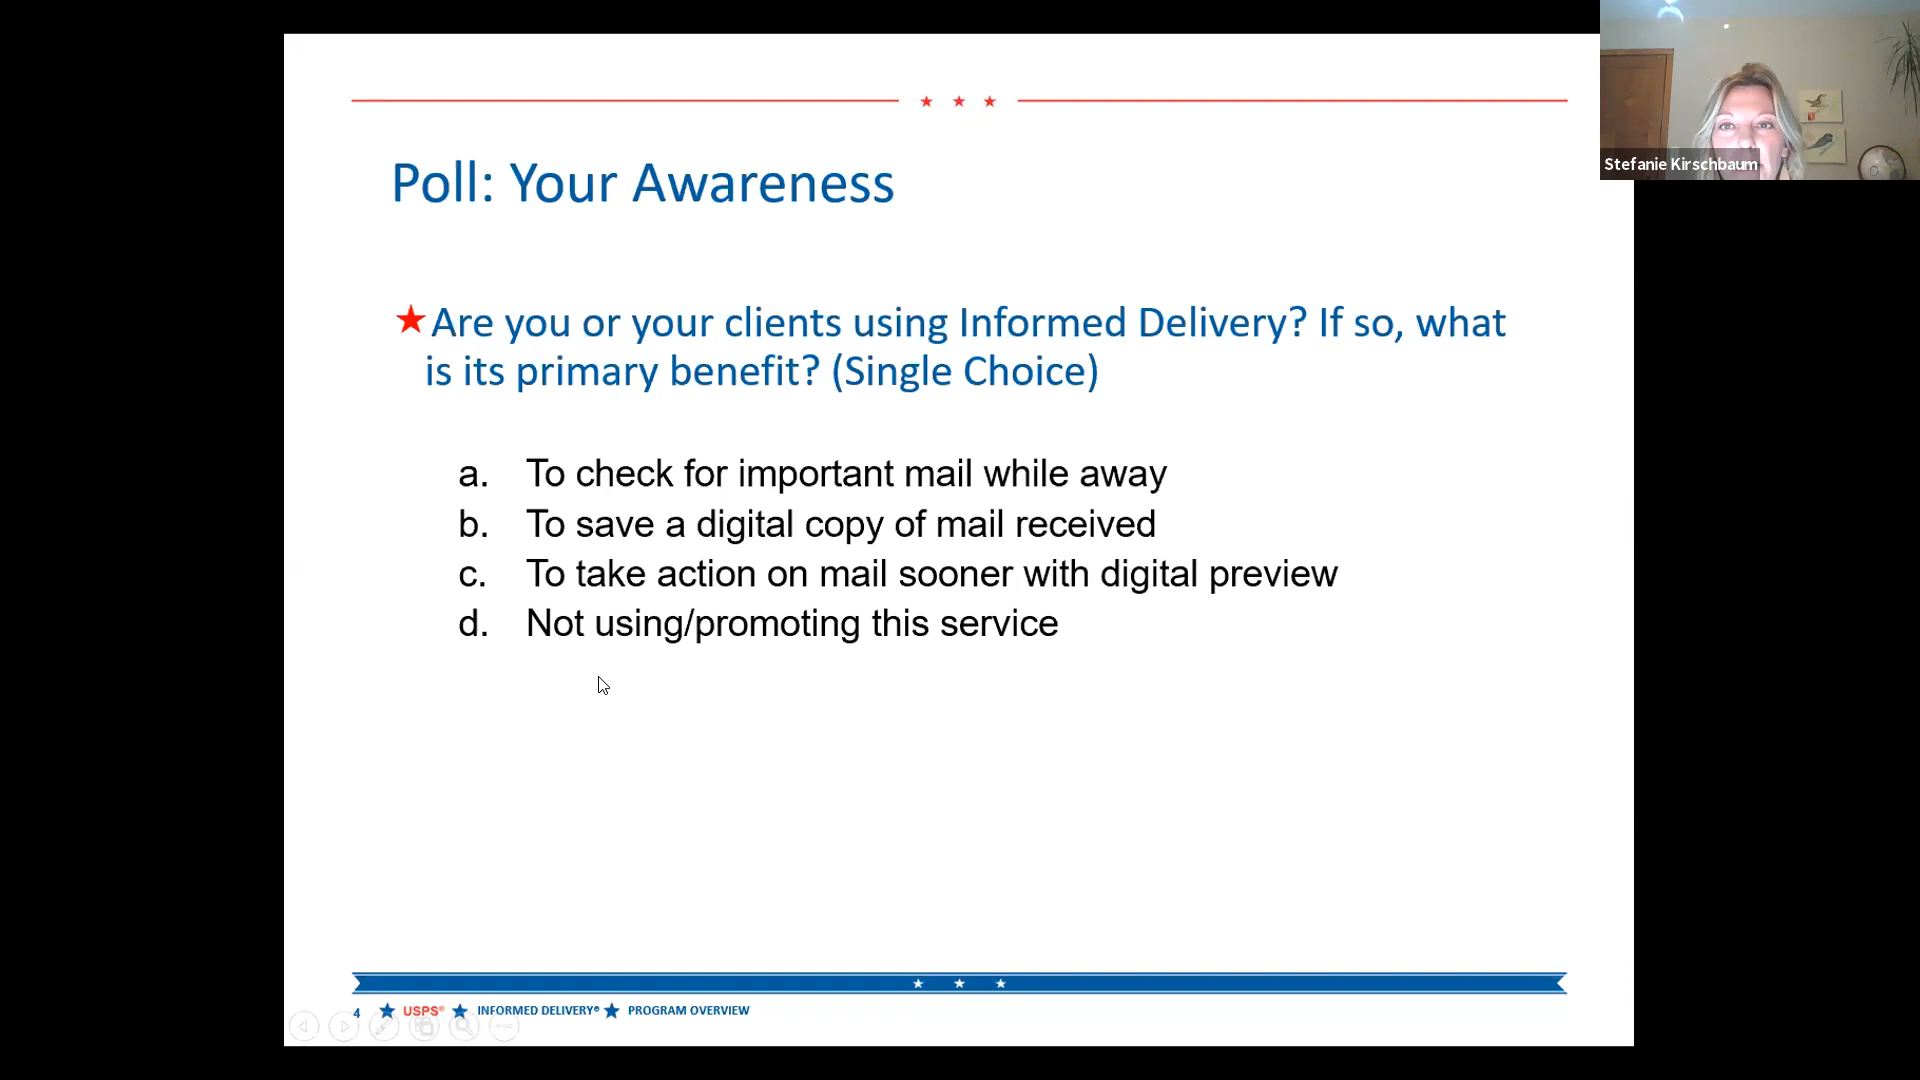 Stefanie Kirschbaum
Poll: Your Awareness
Are you or your clients using Informed Delivery? If so, what
is its primary benefit? (Single Choice)
a. To check for important mail while away
b. To save a digital copy of mail received
c. To take action on mail sooner with digital preview
d. Not using/promoting this service
4 USPS® INFORMED DELIVERY® PROGRAM OVERVIEW